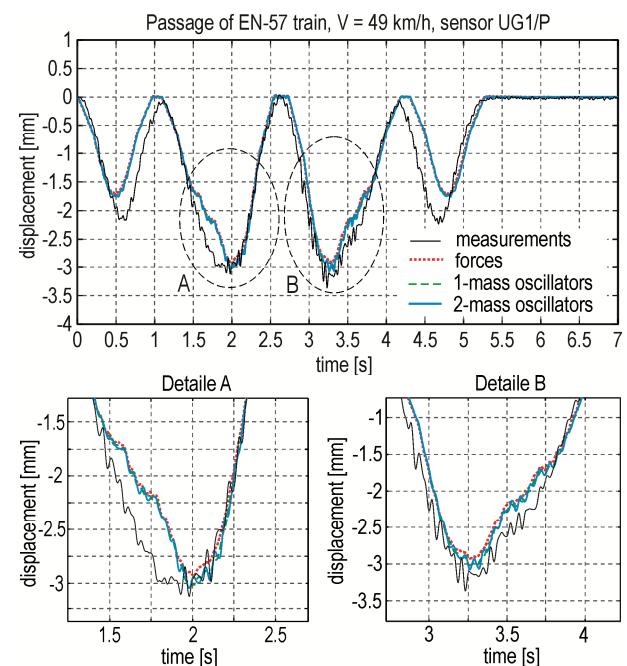 Passage of EN-57 train, V = 49 km/h, sensor UG1/P
displacement [mm]
1
0
-1
-1.5
-2
-2.5
-3
-3.5
-4
A
B
measurements
forces
1-mass oscillators
2-mass oscillators
0 0.5 1 1.5 2 2.5 3 3.5 4 4.5 5 5.5 6 6.5 7
time [s]
Detaile A
displacement [mm]
-1.5
-2
-2.5
-3
1.5 2 2.5
time [s]
Detaile B
displacement [mm]
-1
-1.5
-2
-2.5
-3
-3.5
3 3.5 4
time [s]